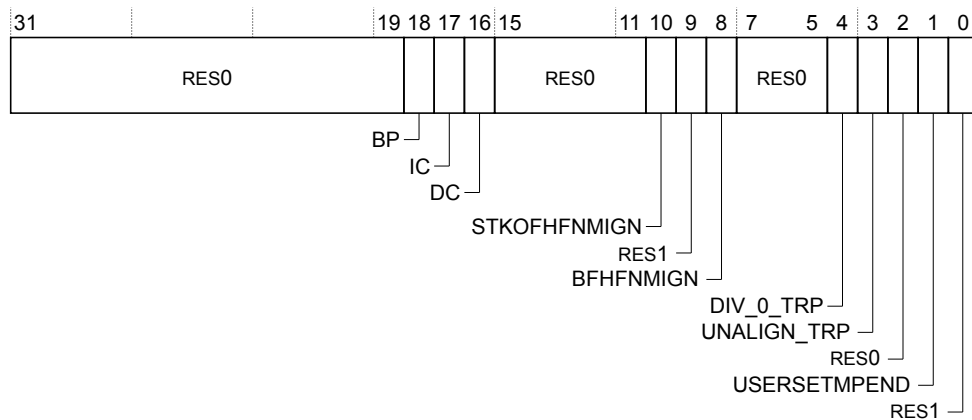 31 19 18 17 16 15 11 10 9 8 7 5 4 3 2 1 0
RES0 RES0 RES0
BP
IC
DC
STKOFHFNMIGN
RES1
BFHFNMIGN
DIV_0_TRP
UNALIGN_TRP
RES0
USERSETMPEND
RES1